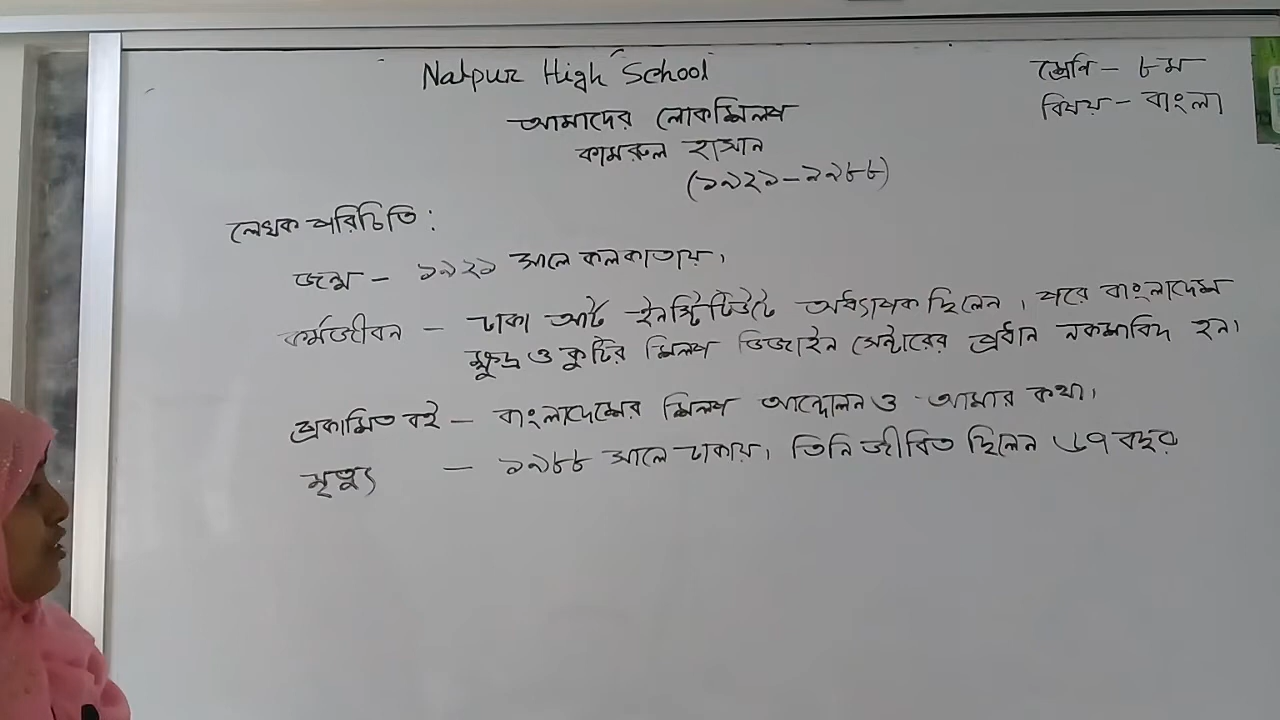 Natpur High School
শ্রেণি - ৮ম
বিষয় - বাংলা
আমাদের লোকশিল্প
কামরুল হাসান
(১৯২১-১৯৮৮)
লেখক পরিচিতি :
জন্ম - ১৯২১ সালে কলকাতায়।
কর্মজীবন - ঢাকা আর্ট ইনস্টিটিউটে অধ্যাপক ছিলেন। পরে বাংলাদেশ
ক্ষুদ্র ও কুটির শিল্প ডিজাইন সেন্টারের প্রধান নকশাবিদ হন।
প্রকাশিত বই - বাংলাদেশের শিল্প আন্দোলন ও আমার কথা।
মৃত্যু - ১৯৮৮ সালে ঢাকায়। তিনি জীবিত ছিলেন ৬৭ বছর